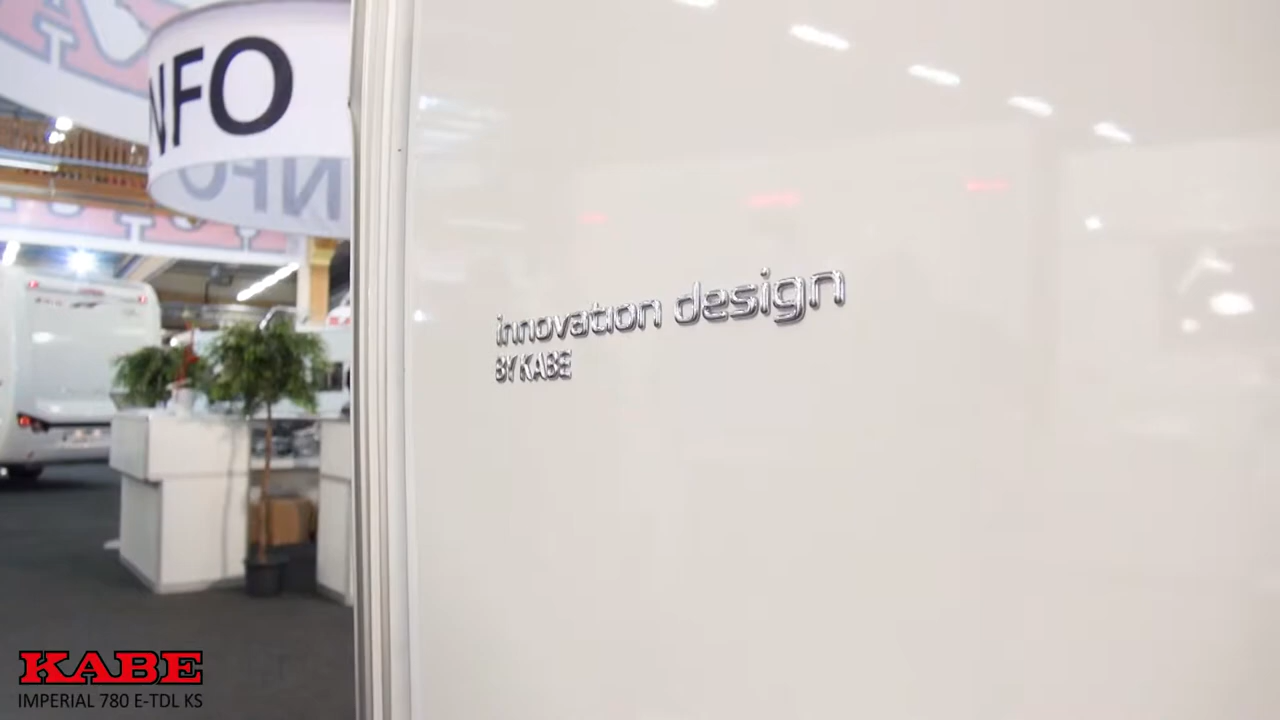 NFO
innovation design
BY KABE
KABE
IMPERIAL 780 E-TDL KS